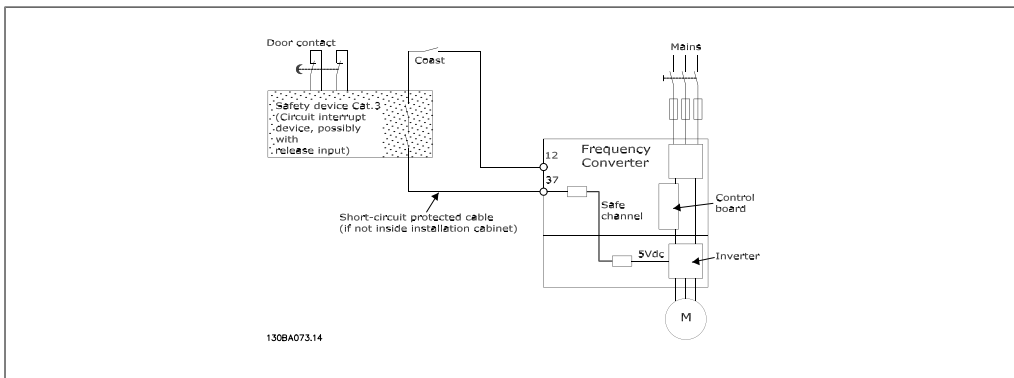 Door contact
Coast
Mains
Safety device Cat.3
(Circuit interrupt
device, possibly
with
release input)
12
Frequency
Converter
37
Safe
channel
Control
board
Short-circuit protected cable
(if not inside installation cabinet)
5Vdc
Inverter
M
130BA073.14